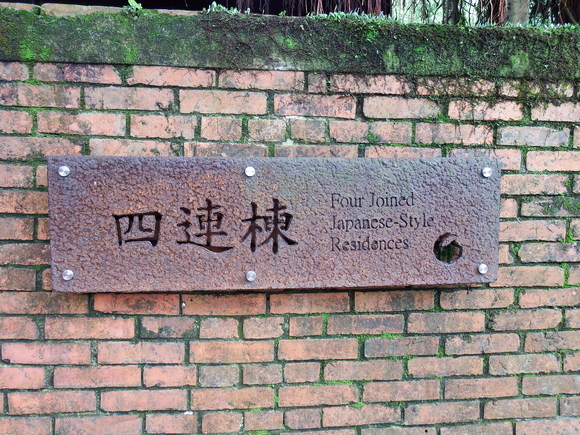 四連棟
Four Joined
Japanese-Style
Residences